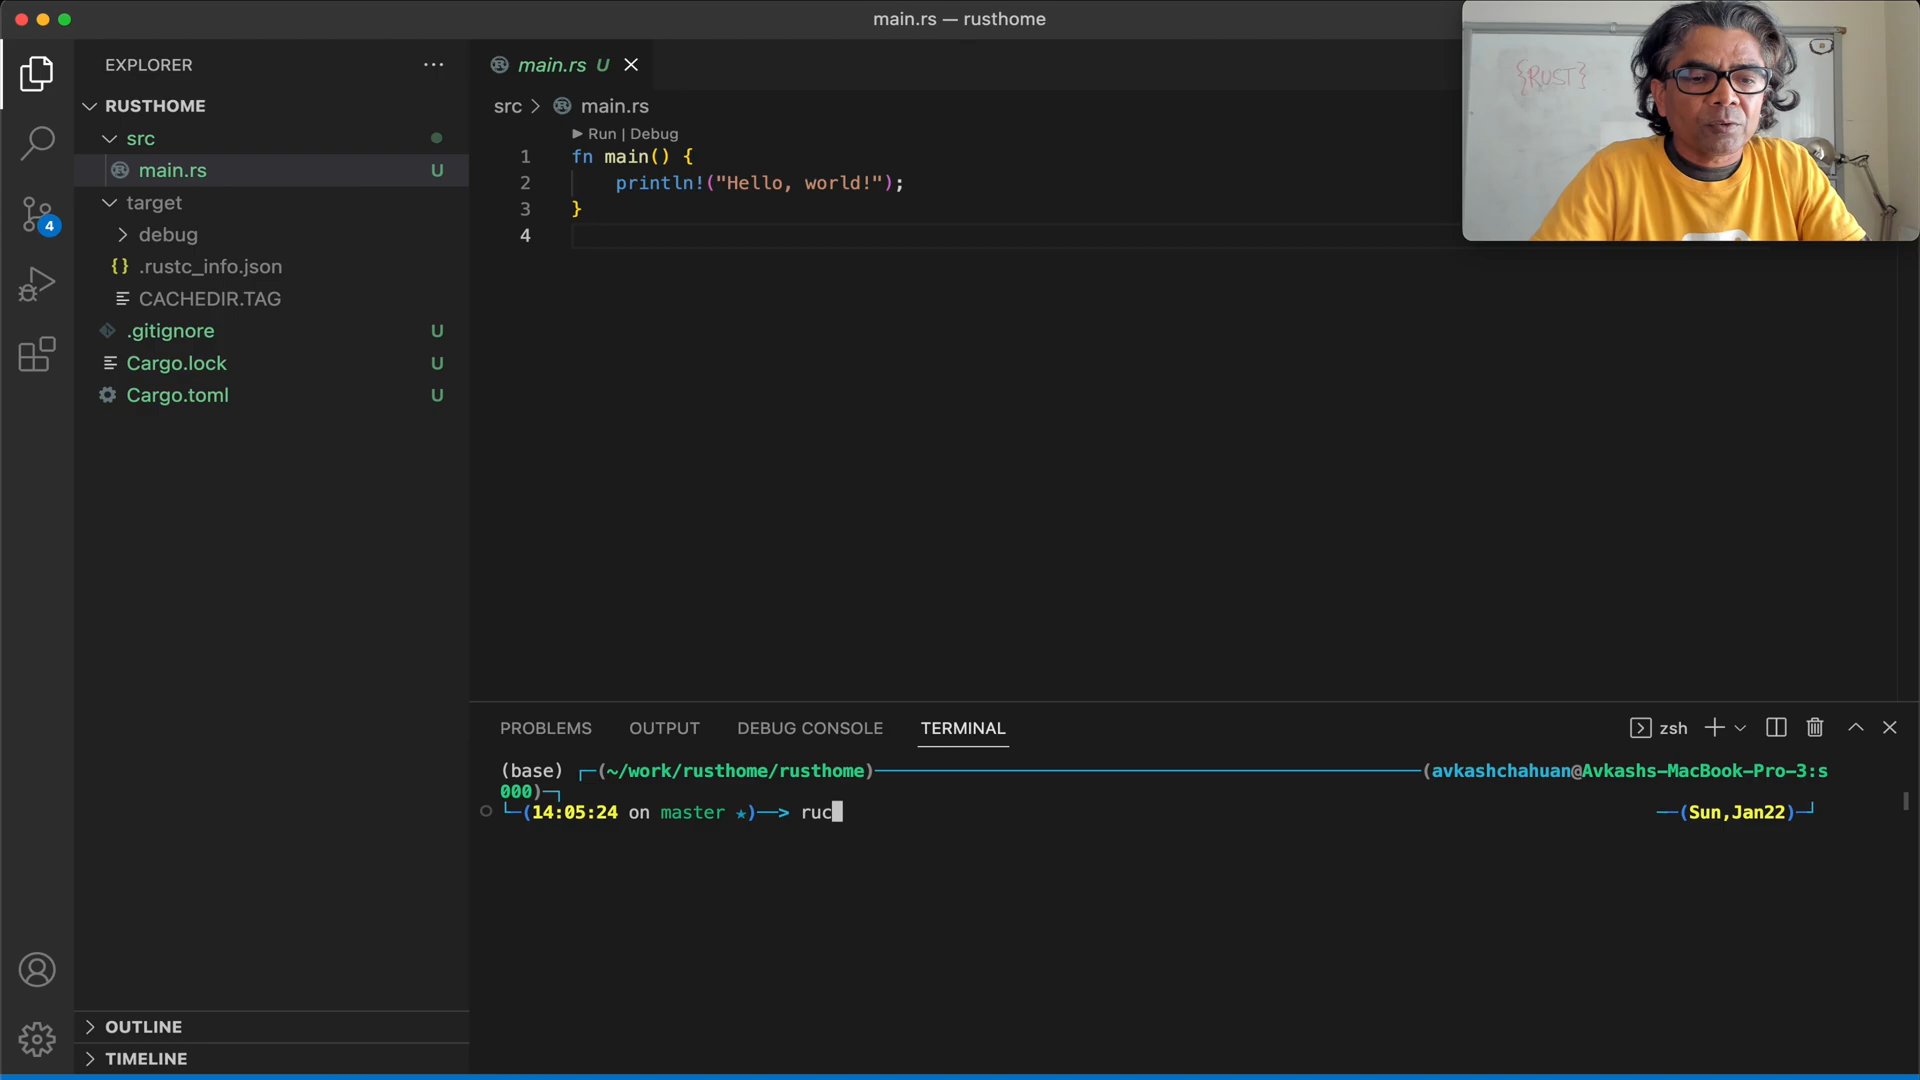 main.rs — rusthome
{RUST}
EXPLORER
RUSTHOME
src
main.rs U
target
debug
{} .rustc_info.json
CACHEDIR.TAG
.gitignore U
Cargo.lock U
Cargo.toml U
4
OUTLINE
TIMELINE
main.rs U
src > main.rs
Run | Debug
1 fn main() {
2 println!("Hello, world!");
3 }
4
PROBLEMS OUTPUT DEBUG CONSOLE TERMINAL
zsh
(base) ┌─(~/work/rusthome/rusthome)────(avkashchahuan@Avkashs-MacBook-Pro-3:s
000)─┐
└─(14:05:24 on master ★)──> ruc ──(Sun,Jan22)─┘